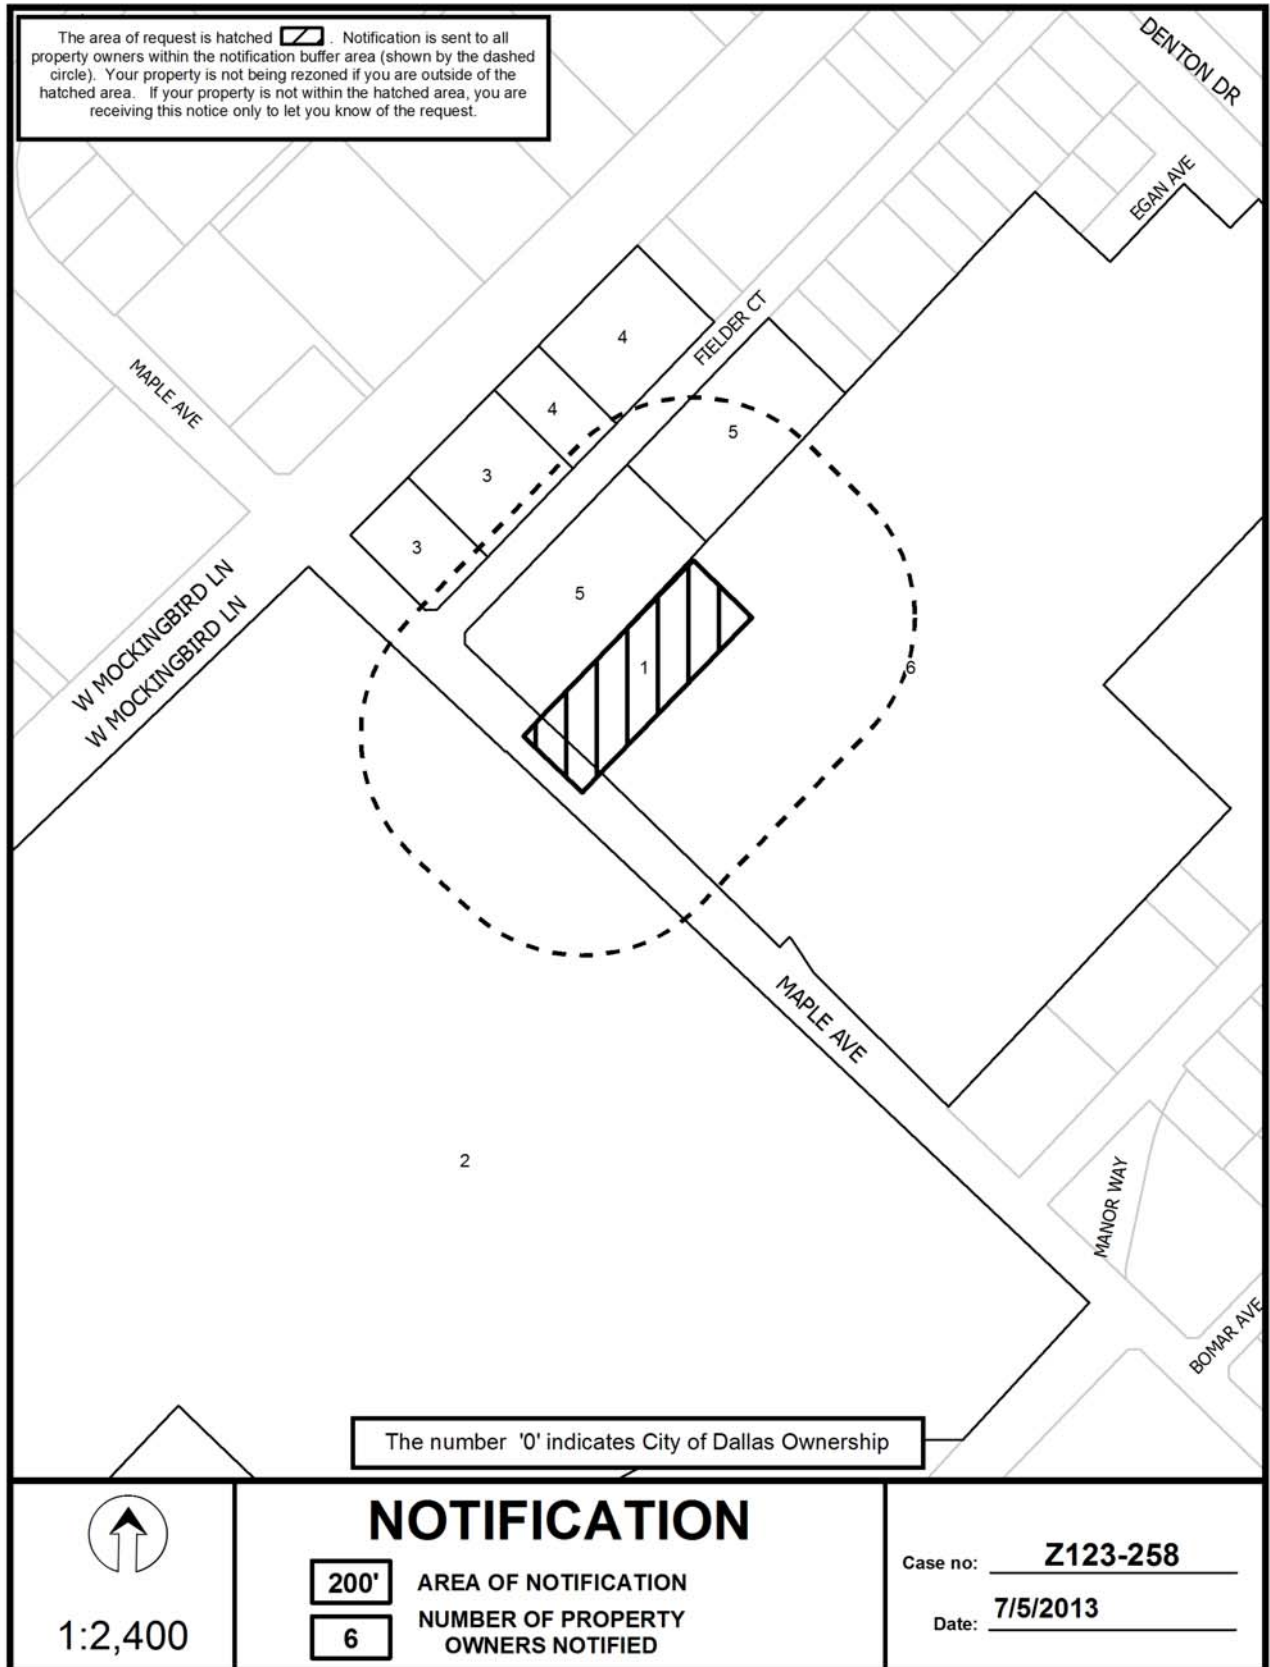 The area of request is hatched . Notification is sent to all
property owners within the notification buffer area (shown by the dashed
circle). Your property is not being rezoned if you are outside of the
hatched area. If your property is not within the hatched area, you are
receiving this notice only to let you know of the request.
DENTON DR
EGAN AVE
FIELDER CT
MAPLE AVE
4
4
5
3
3
5
W MOCKINGBIRD LN
W MOCKINGBIRD LN
1
6
MAPLE AVE
2
MANOR WAY
BOMAR AVE
The number '0' indicates City of Dallas Ownership
1:2,400
NOTIFICATION
200' AREA OF NOTIFICATION
6 NUMBER OF PROPERTY
OWNERS NOTIFIED
Case no: Z123-258
Date: 7/5/2013